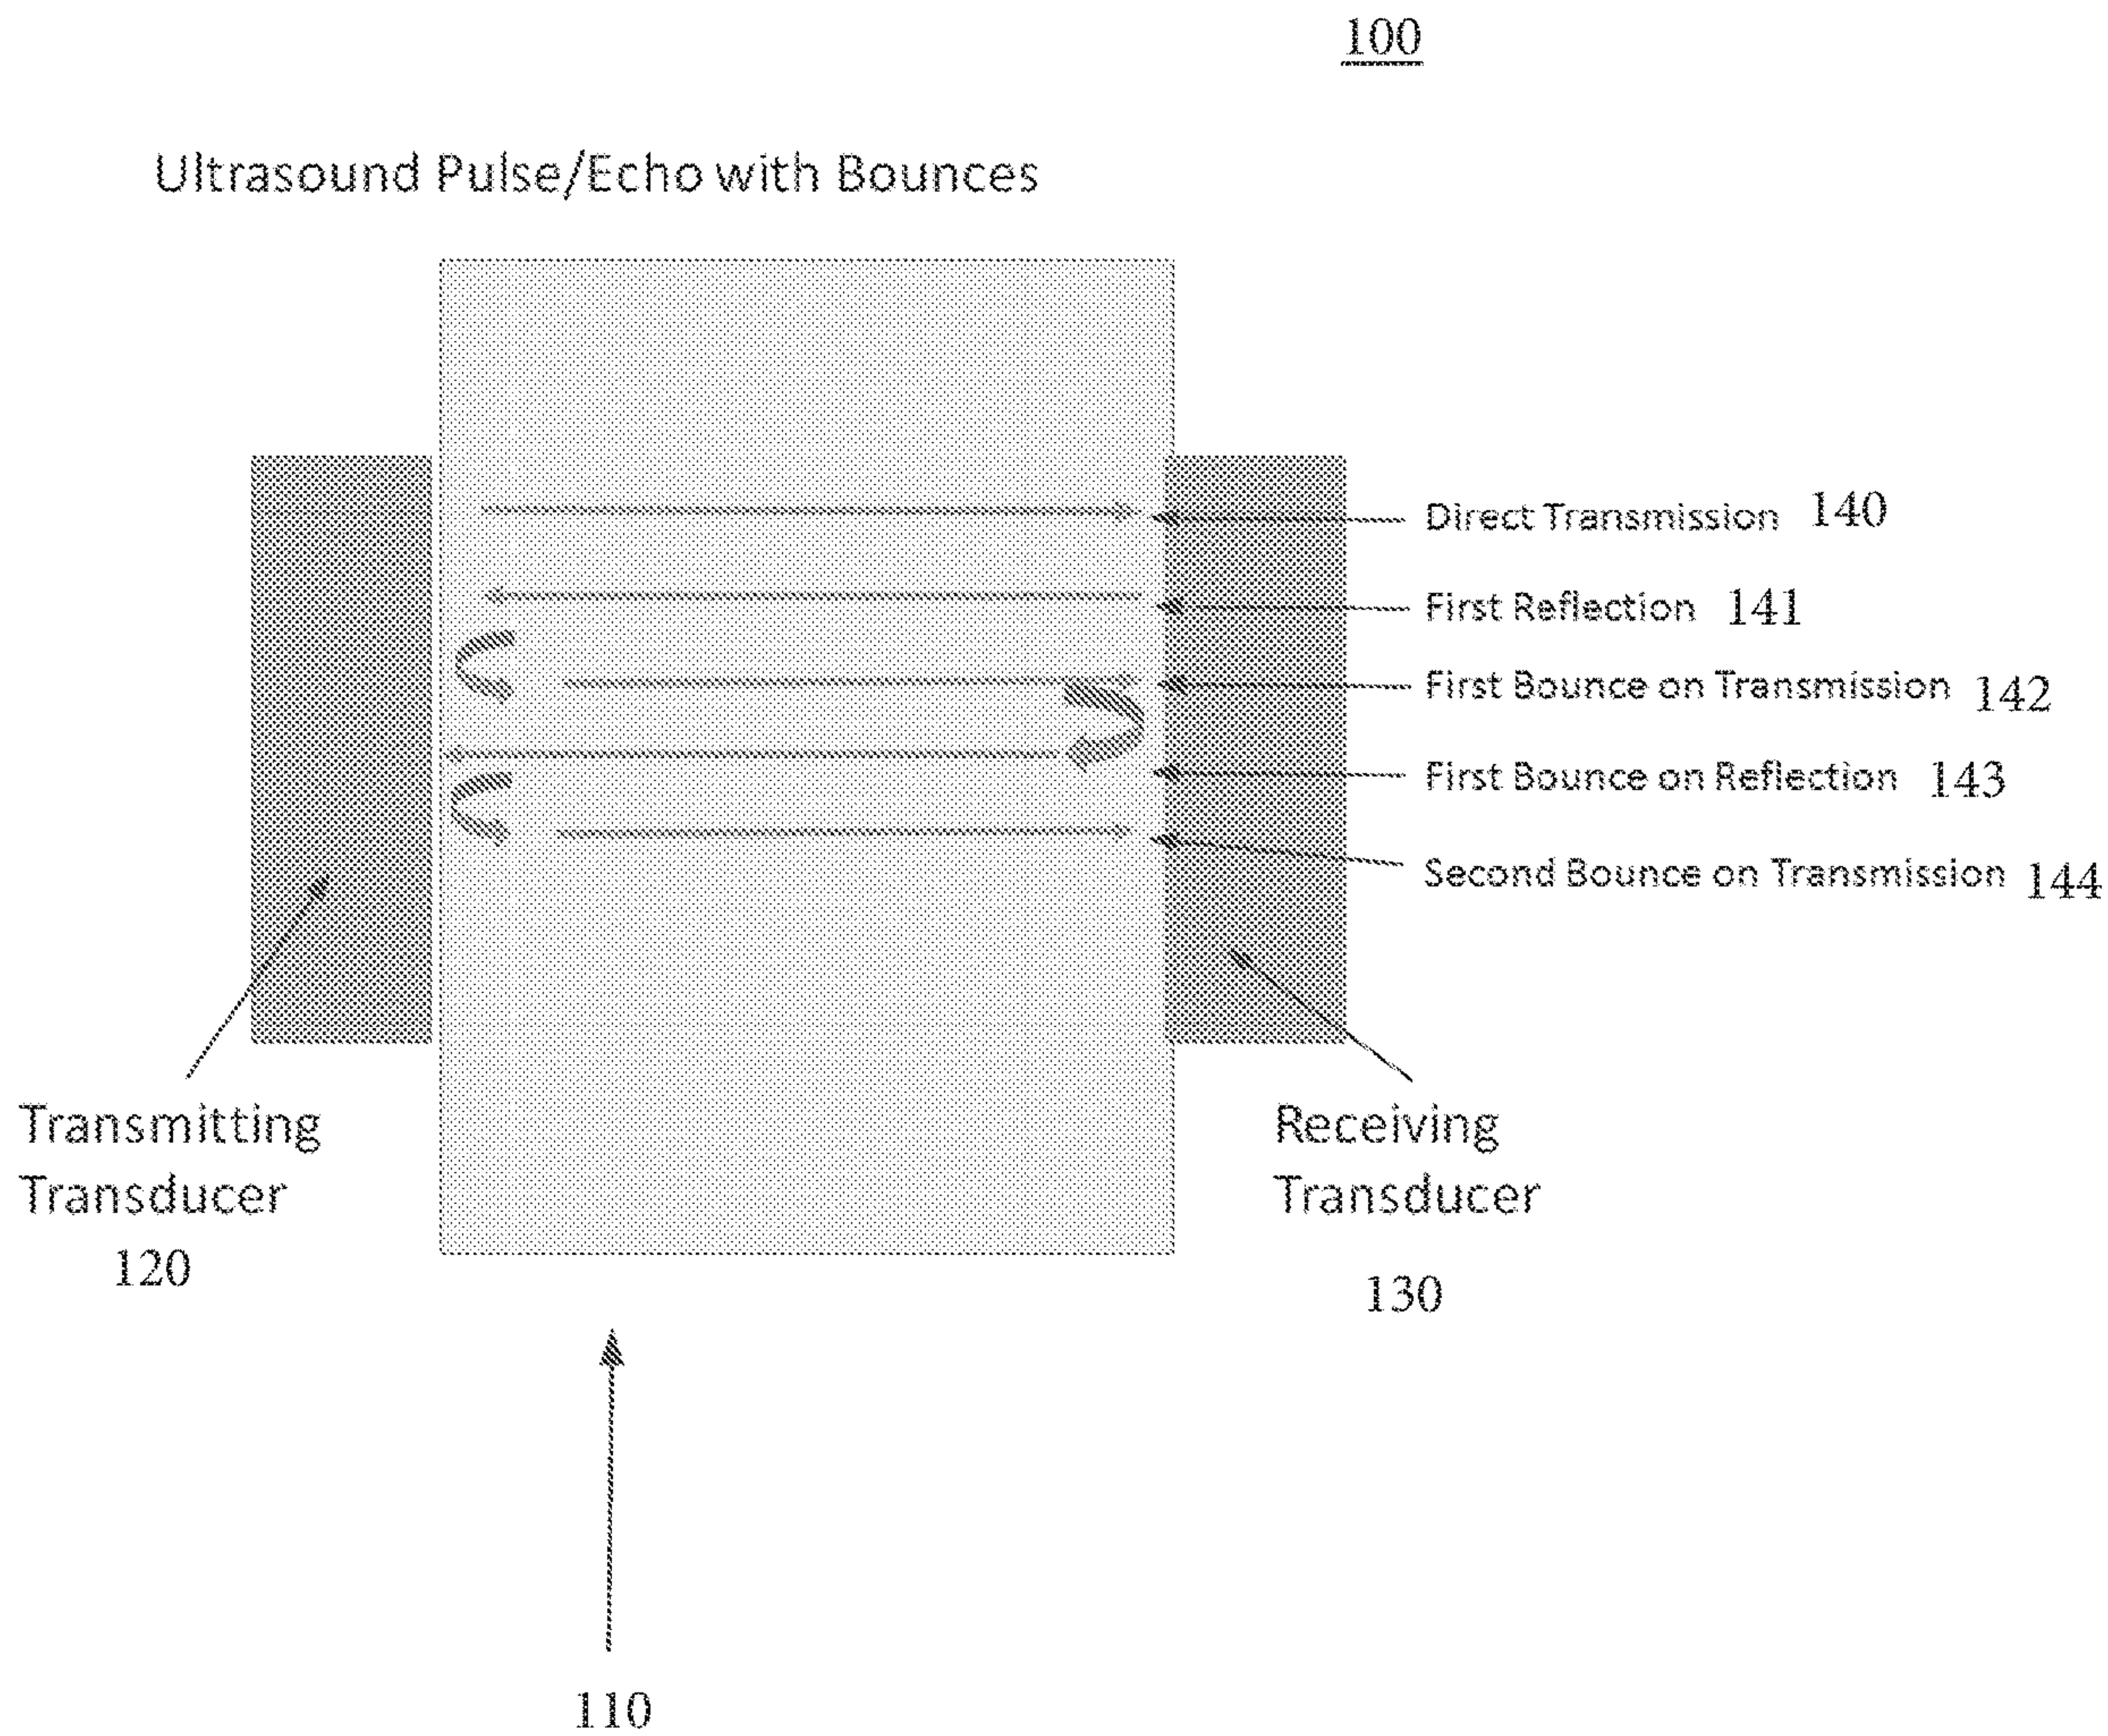 100
Ultrasound Pulse/Echo with Bounces
Direct Transmission 140
First Reflection 141
First Bounce on Transmission 142
First Bounce on Reflection 143
Second Bounce on Transmission 144
Transmitting
Transducer
120
Receiving
Transducer
130
110